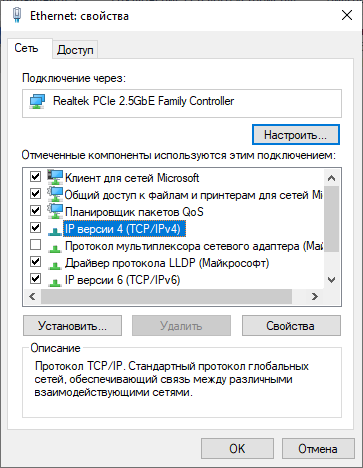 Ethernet: свойства
Сеть
Доступ
Подключение через:
Realtek PCIe 2.5GbE Family Controller
Настроить...
Отмеченные компоненты используются этим подключением:
Клиент для сетей Microsoft
Общий доступ к файлам и принтерам для сетей Mi
Планировщик пакетов QoS
IP версии 4 (TCP/IPv4)
Протокол мультиплексора сетевого адаптера (Май
Драйвер протокола LLDP (Майкрософт)
IP версии 6 (TCP/IPv6)
Установить...
Удалить
Свойства
Описание
Протокол TCP/IP. Стандартный протокол глобальных
сетей, обеспечивающий связь между различными
взаимодействующими сетями.
OK
Отмена